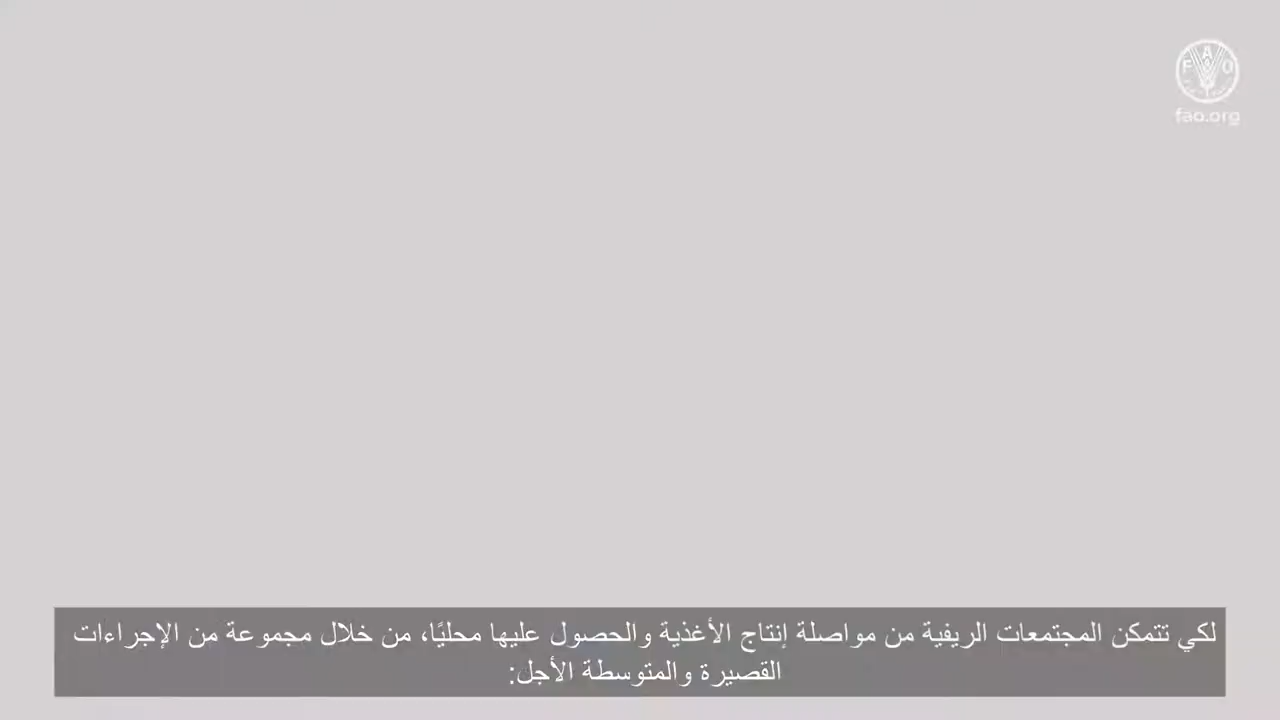 F A O
fao.org
لكي تتمكن المجتمعات الريفية من مواصلة إنتاج الأغذية والحصول عليها محليًا، من خلال مجموعة من الإجراءات
القصيرة والمتوسطة الأجل: